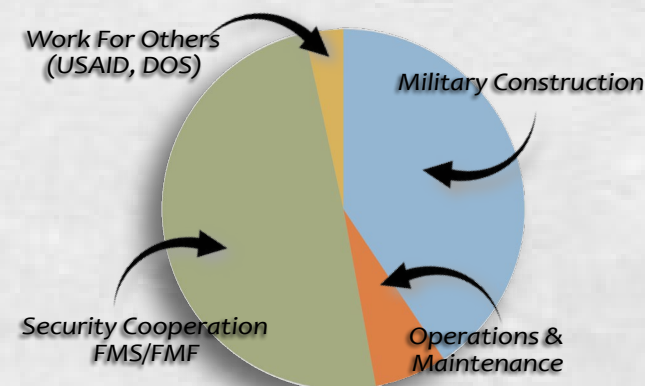 Work For Others
(USAID, DOS)
Military Construction
Security Cooperation
FMS/FMF
Operations &
Maintenance